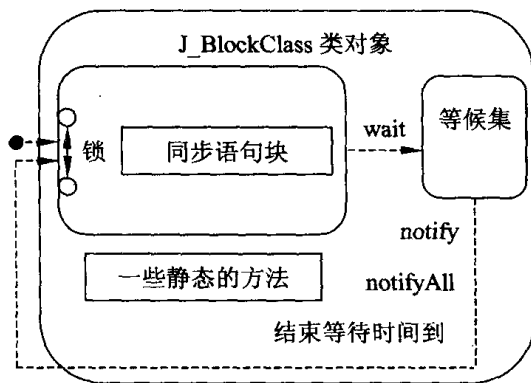 J_BlockClass 类对象
锁
同步语句块
wait
等候集
一些静态的方法
notify
notifyAll
结束等待时间到